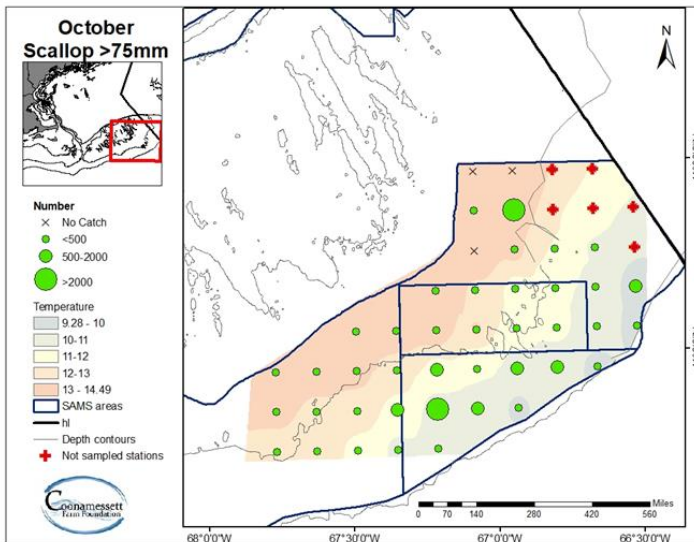 October
Scallop >75mm
N
Number
No Catch
<500
500-2000
>2000
Temperature
9.28 - 10
10-11
11-12
12-13
13 - 14.49
SAMS areas
hl
Depth contours
Not sampled stations
Coonamessett
Farm Foundation
Miles
0 70 140 280 420 560
68°0'0"W 67°30'0"W 67°0'0"W 66°30'0"W